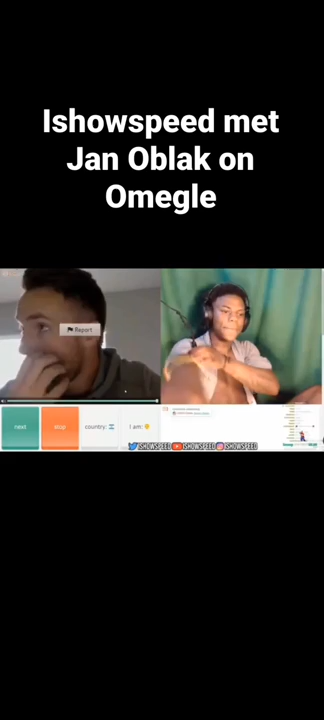 Ishowspeed met
Jan Oblak on
Omegle
Report
next
stop
country:
I am:
ISHOWSPEED ISHOWSPEED ISHOWSPEED